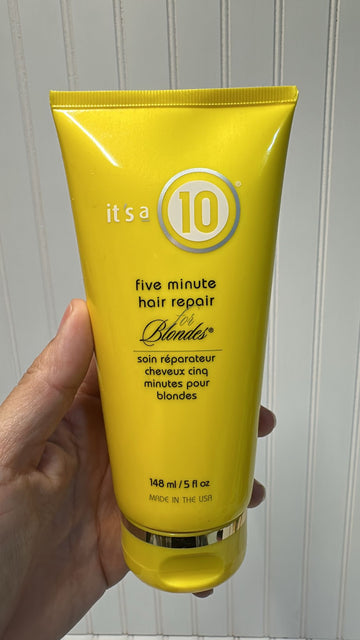 it's a 10®
five minute
hair repair
for
Blondes®
soin réparateur
cheveux cinq
minutes pour
blondes
148 ml / 5 fl oz
MADE IN THE USA